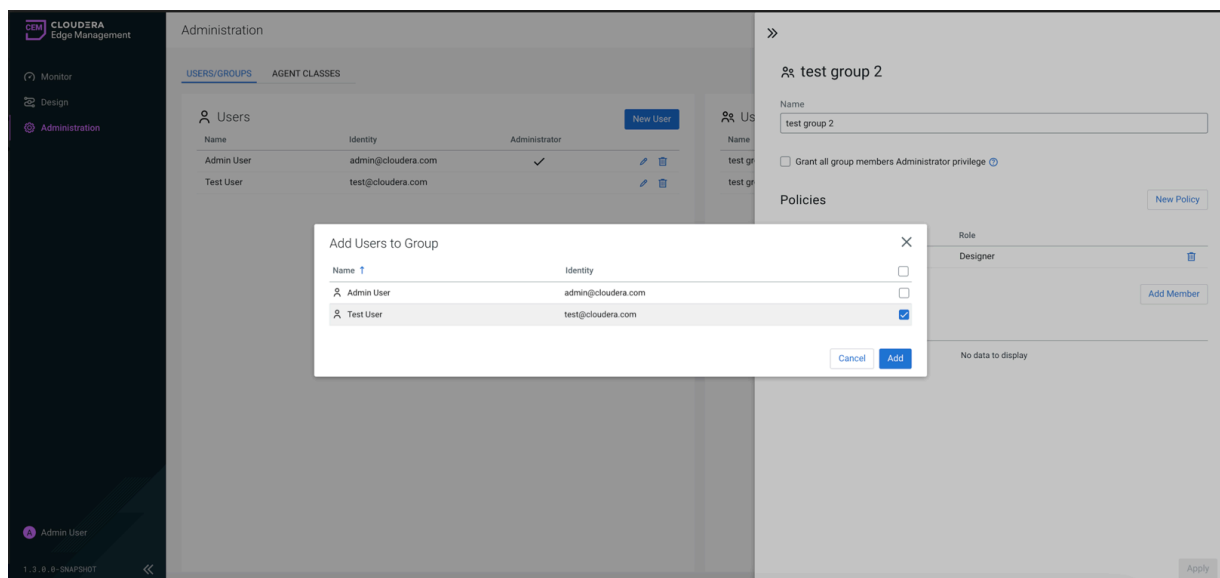 CEM
CLOUDERA
Edge Management
Monitor
Design
Administration
Admin User
1.3.0.0-SNAPSHOT
Administration
USERS/GROUPS AGENT CLASSES
Users
New User
Name Identity Administrator
Admin User admin@cloudera.com
Test User test@cloudera.com
Us
Name
test gr
test gr
test group 2
Name
test group 2
Grant all group members Administrator privilege
Policies
New Policy
Role
Designer
Add Member
No data to display
Apply
Add Users to Group
Name Identity
Admin User admin@cloudera.com
Test User test@cloudera.com
Cancel Add